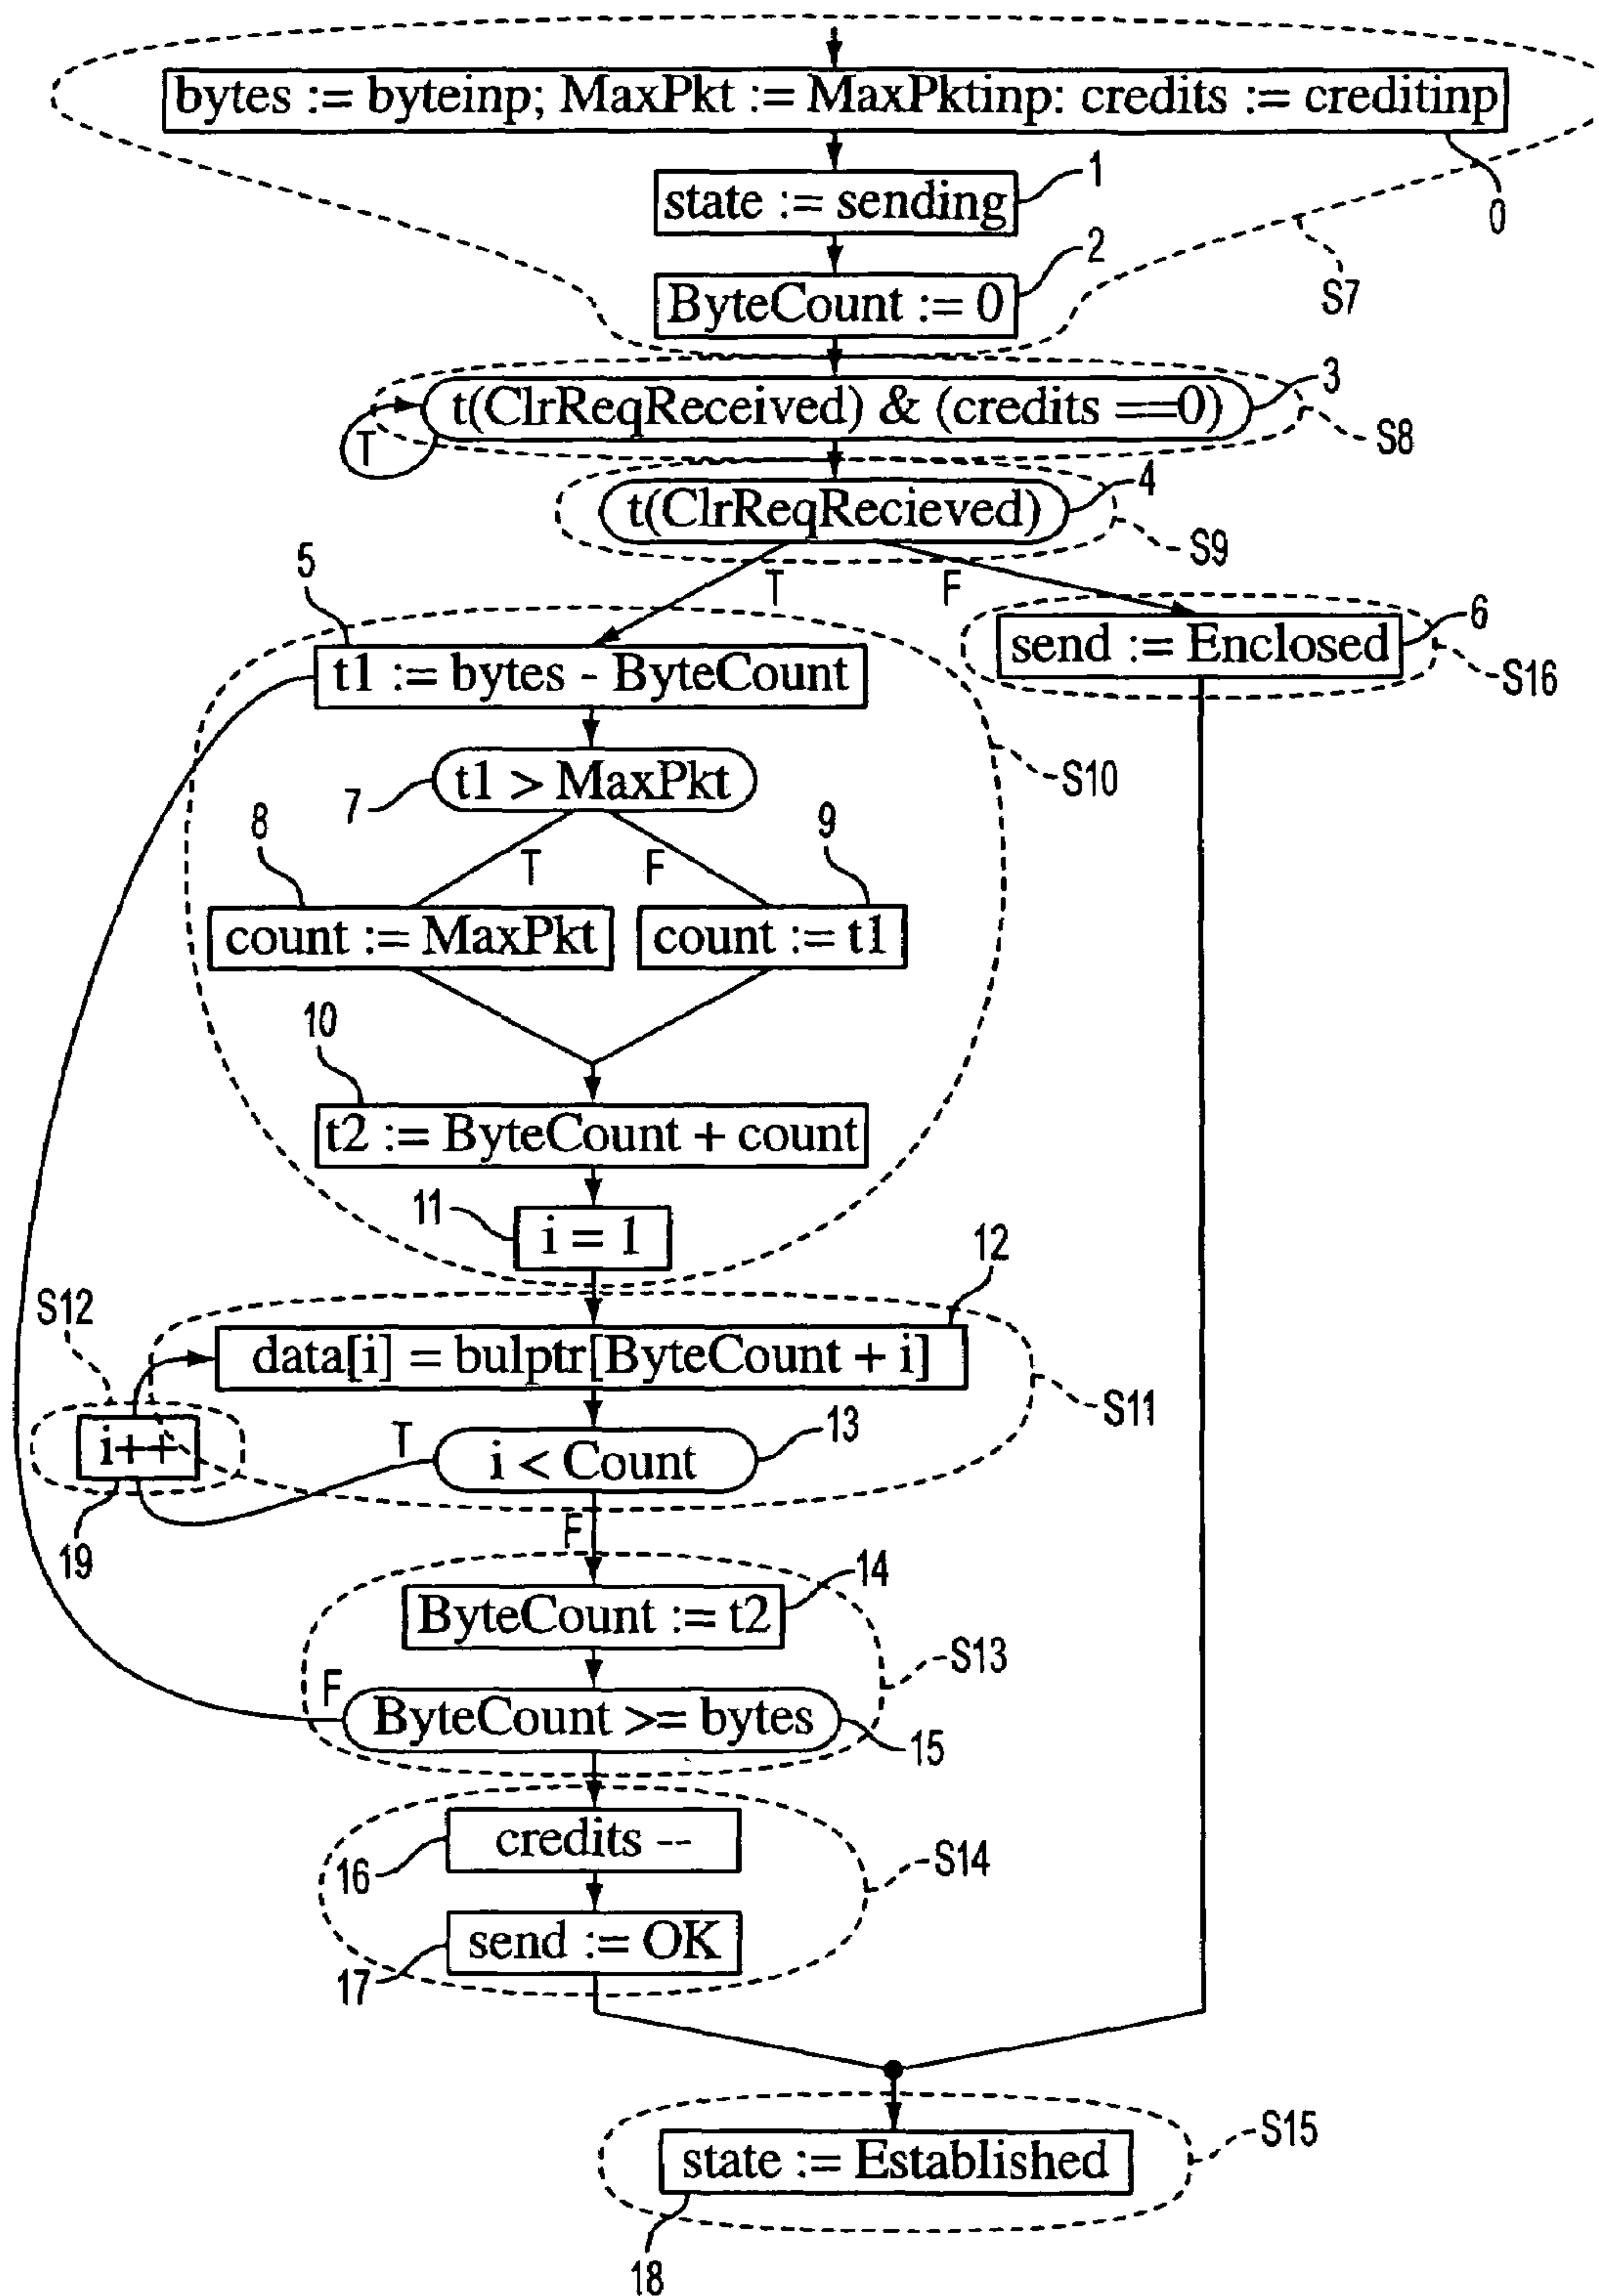 bytes := byteinp; MaxPkt := MaxPktinp: credits := creditinp
0
state := sending
1
ByteCount := 0
2
S7
t(ClrReqReceived) & (credits ==0)
3
T
S8
t(ClrReqRecieved)
4
S9
T
F
5
t1 := bytes - ByteCount
send := Enclosed
6
S16
t1 > MaxPkt
7
S10
T
F
8
9
count := MaxPkt
count := t1
10
t2 := ByteCount + count
11
i = 1
12
S12
data[i] = bulptr[ByteCount + i]
S11
i++
19
T
i < Count
13
F
14
ByteCount := t2
S13
F
ByteCount >= bytes
15
credits --
16
S14
send := OK
17
state := Established
S15
18